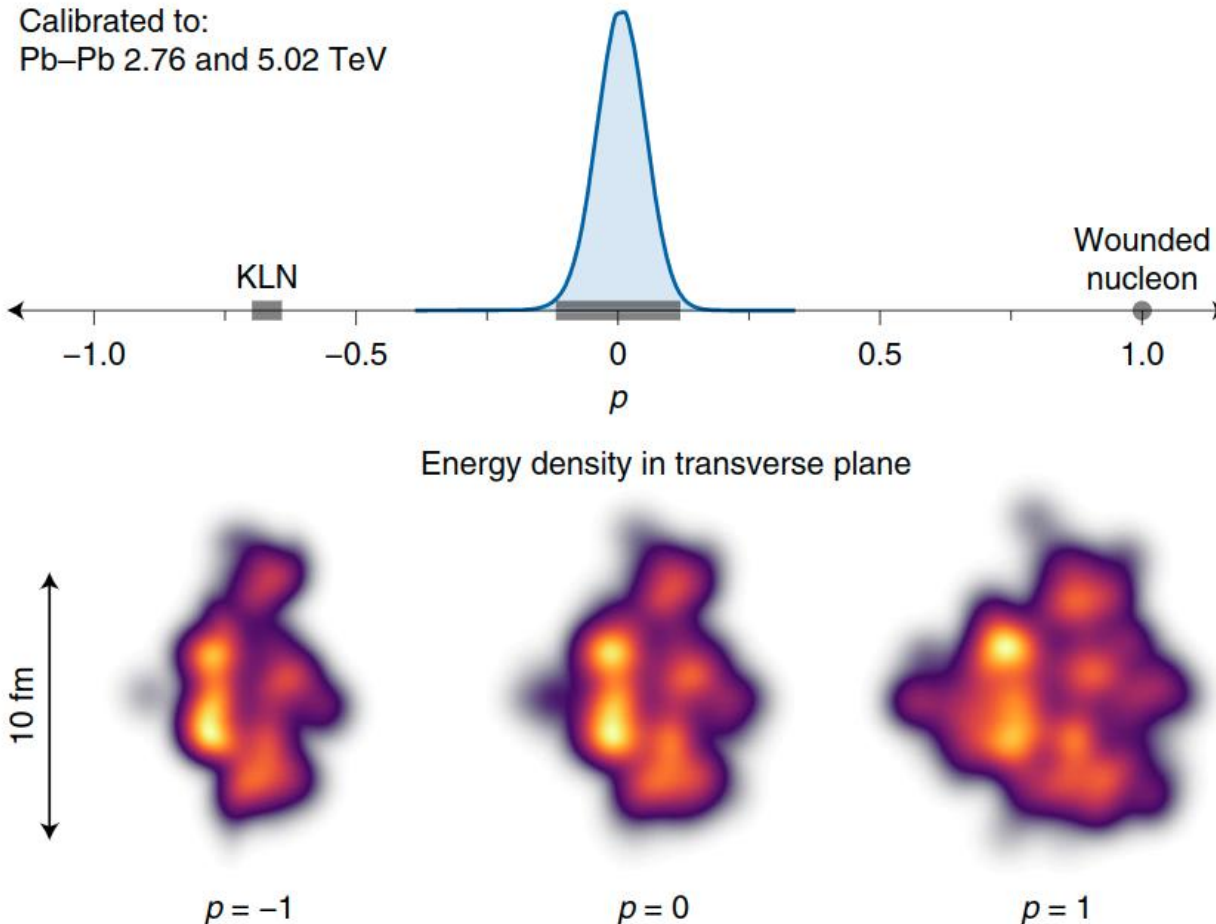 Calibrated to:
Pb–Pb 2.76 and 5.02 TeV
KLN
Wounded
nucleon
−1.0 −0.5 0 0.5 1.0
p
Energy density in transverse plane
10 fm
p = −1 p = 0 p = 1